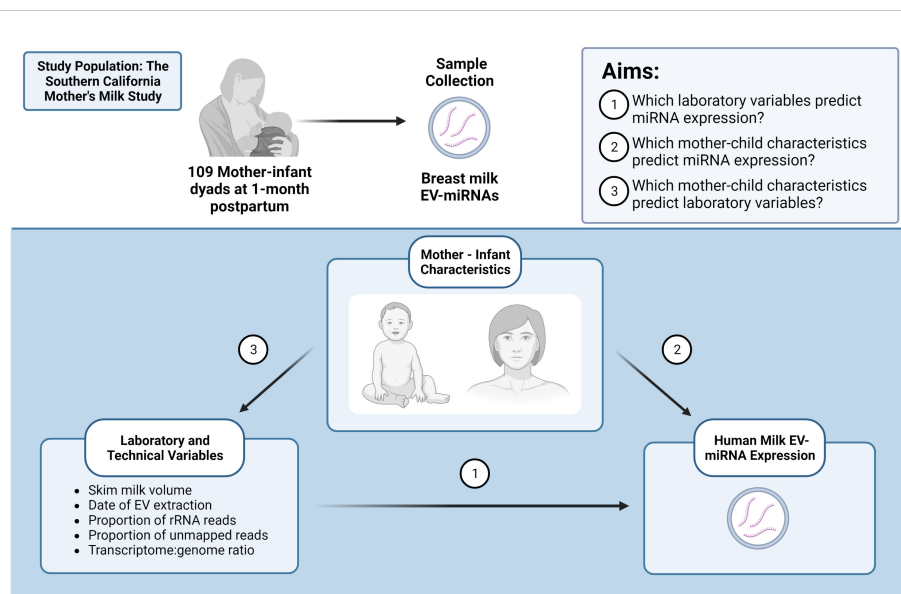 Study Population: The
Southern California
Mother's Milk Study
109 Mother-infant
dyads at 1-month
postpartum
Sample
Collection
Breast milk
EV-miRNAs
Aims:
1 Which laboratory variables predict
miRNA expression?
2 Which mother-child characteristics
predict miRNA expression?
3 Which mother-child characteristics
predict laboratory variables?
Mother - Infant
Characteristics
3
2
Laboratory and
Technical Variables
• Skim milk volume
• Date of EV extraction
• Proportion of rRNA reads
• Proportion of unmapped reads
• Transcriptome:genome ratio
1
Human Milk EV-
miRNA Expression